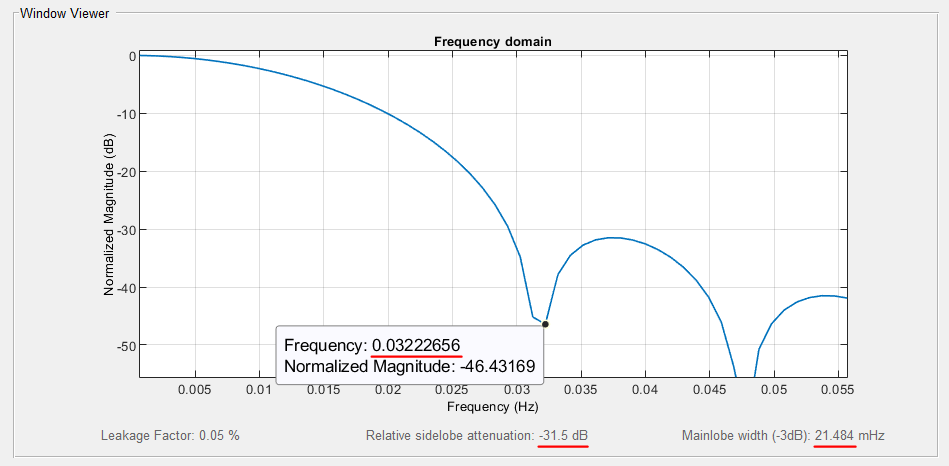 Window Viewer
Frequency domain
Normalized Magnitude (dB)
0
-10
-20
-30
-40
-50
Frequency: 0.03222656
Normalized Magnitude: -46.43169
0.005 0.01 0.015 0.02 0.025 0.03 0.035 0.04 0.045 0.05 0.055
Frequency (Hz)
Leakage Factor: 0.05 % Relative sidelobe attenuation: -31.5 dB Mainlobe width (-3dB): 21.484 mHz